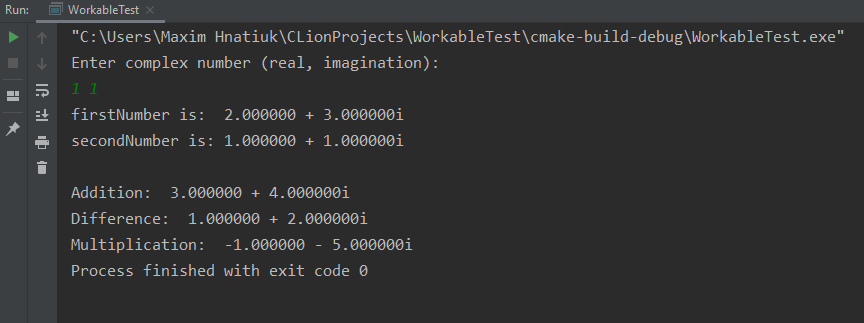 Run: WorkableTest ×
"C:\Users\Maxim Hnatiuk\CLionProjects\WorkableTest\cmake-build-debug\WorkableTest.exe"
Enter complex number (real, imagination):
1 1
firstNumber is:  2.000000 + 3.000000i
secondNumber is: 1.000000 + 1.000000i
Addition:  3.000000 + 4.000000i
Difference:  1.000000 + 2.000000i
Multiplication:  -1.000000 - 5.000000i
Process finished with exit code 0